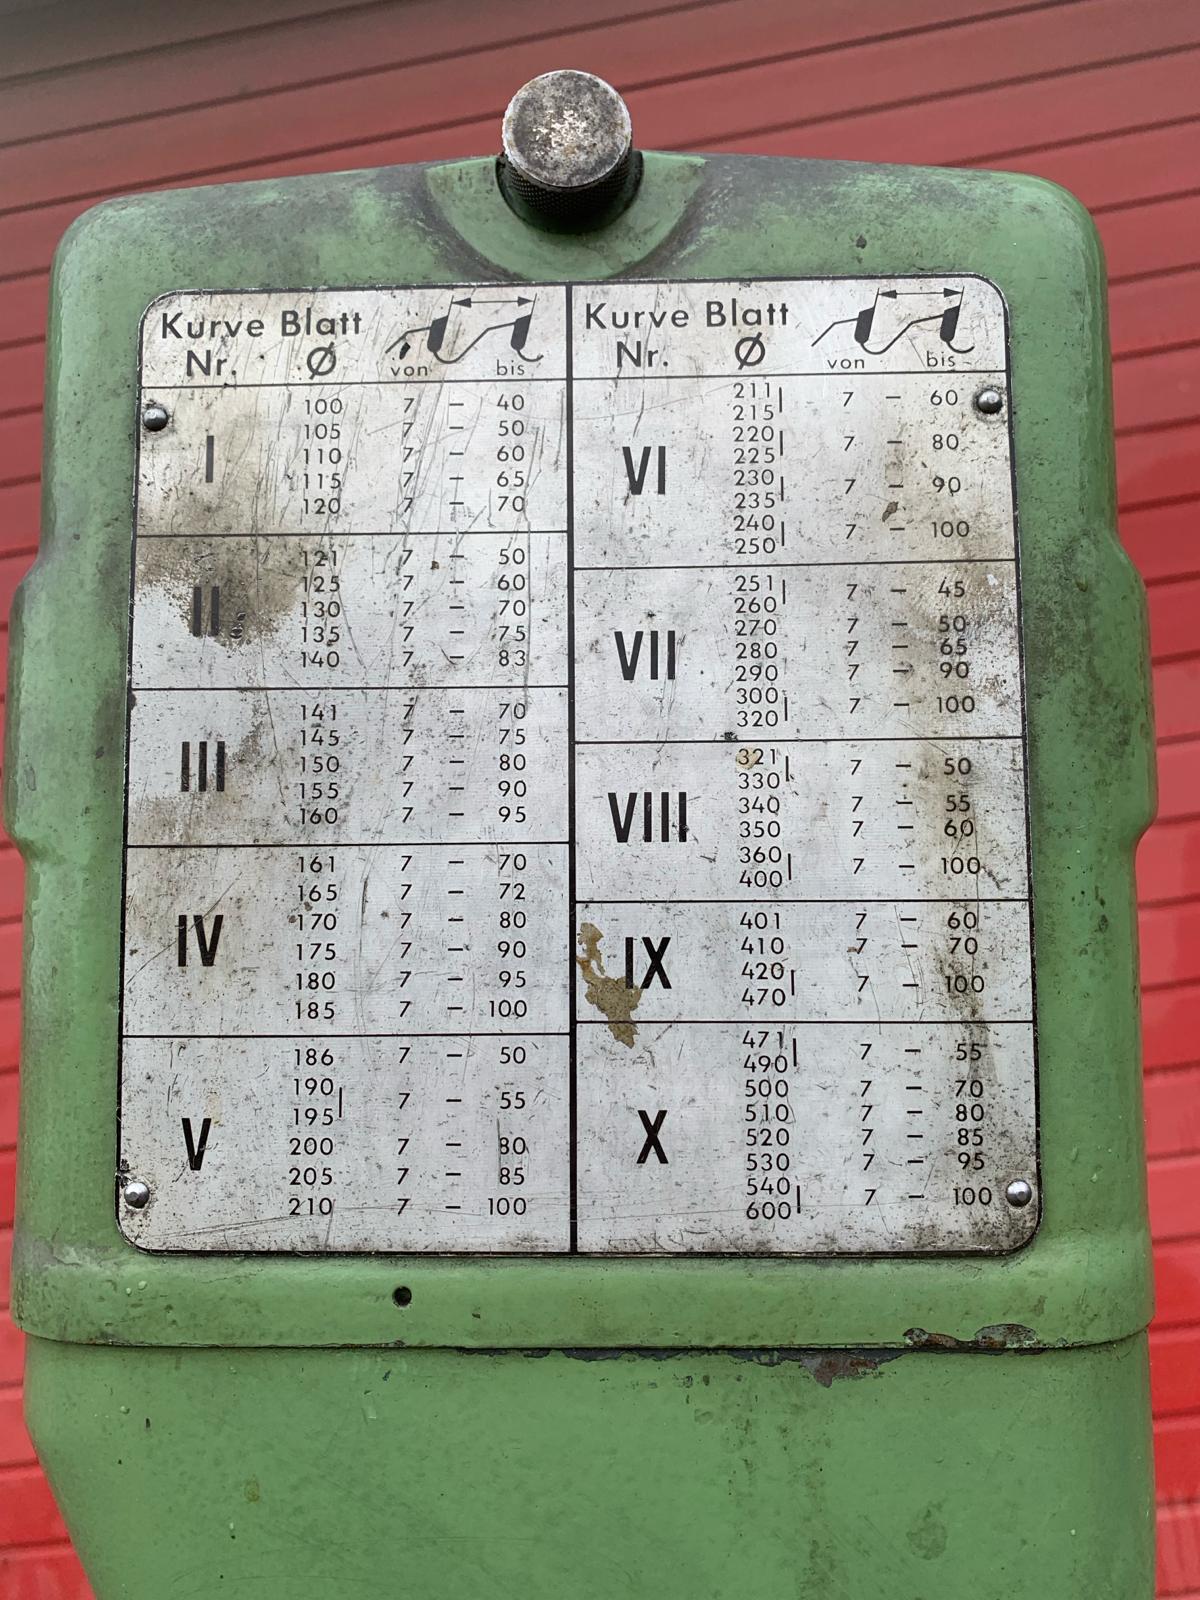 Kurve Blatt
Nr. Ø von bis
I
100 7 – 40
105 7 – 50
110 7 – 60
115 7 – 65
120 7 – 70
II
121 7 – 50
125 7 – 60
130 7 – 70
135 7 – 75
140 7 – 83
III
141 7 – 70
145 7 – 75
150 7 – 80
155 7 – 90
160 7 – 95
IV
161 7 – 70
165 7 – 72
170 7 – 80
175 7 – 90
180 7 – 95
185 7 – 100
V
186 7 – 50
190
195 7 – 55
200 7 – 80
205 7 – 85
210 7 – 100
Kurve Blatt
Nr. Ø von bis
VI
211
215 7 – 60
220
225 7 – 80
230
235 7 – 90
240
250 7 – 100
VII
251
260 7 – 45
270 7 – 50
280 7 – 65
290 7 – 90
300
320 7 – 100
VIII
321
330 7 – 50
340 7 – 55
350 7 – 60
360
400 7 – 100
IX
401 7 – 60
410 7 – 70
420
470 7 – 100
X
471
490 7 – 55
500 7 – 70
510 7 – 80
520 7 – 85
530 7 – 95
540
600 7 – 100